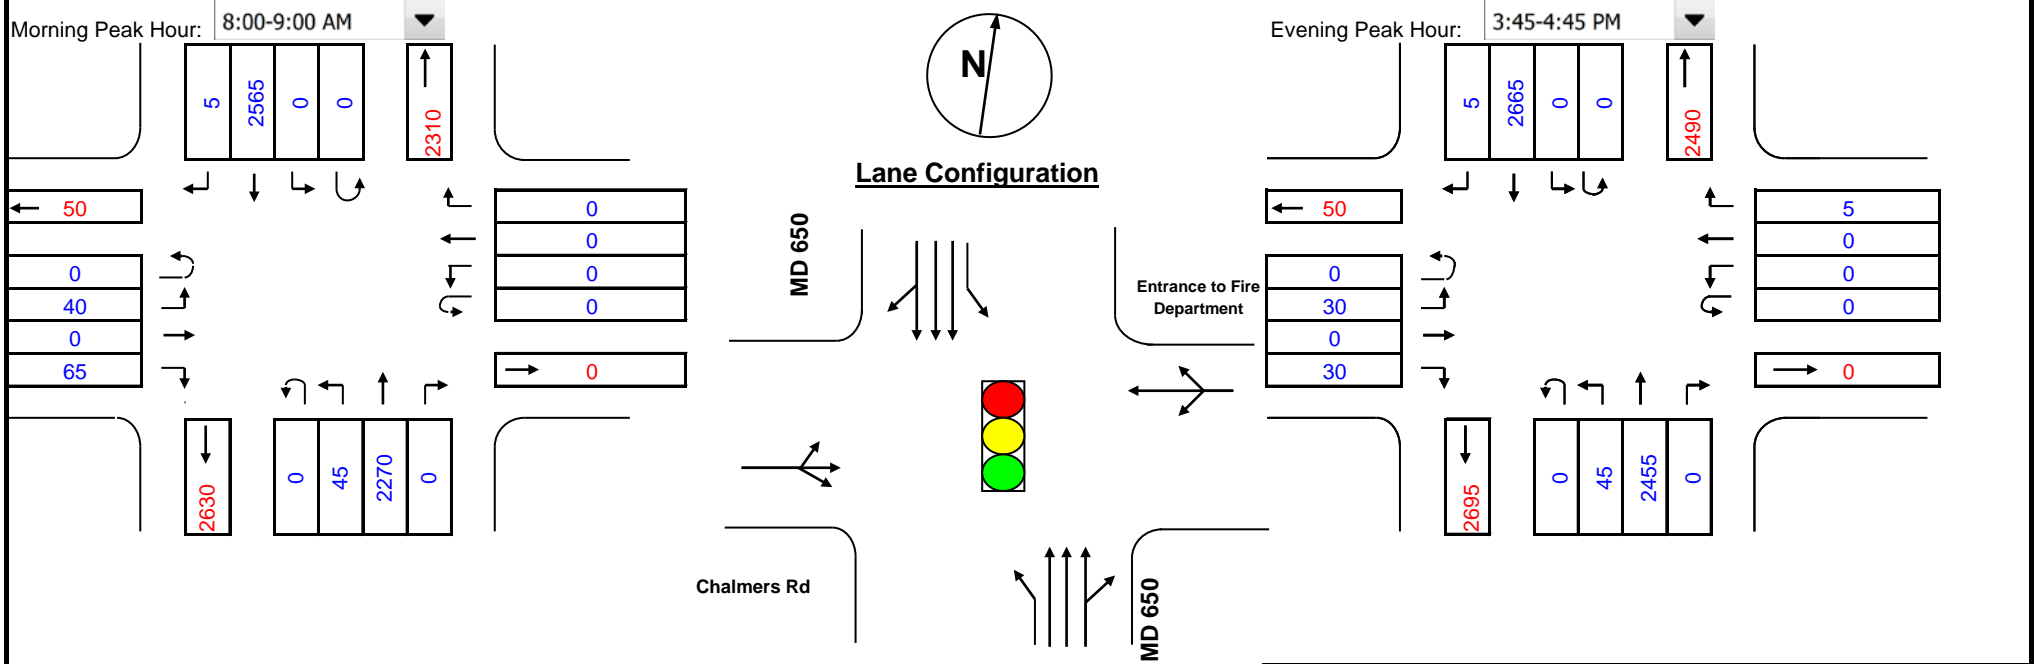 Morning Peak Hour: 8:00-9:00 AM
5 2565 0 0 2310
50
0
40
0
65
0
0
0
0
0
2630 0 45 2270 0
N
Lane Configuration
MD 650
Entrance to Fire
Department
Chalmers Rd
MD 650
Evening Peak Hour: 3:45-4:45 PM
5 2665 0 0 2490
50
0
30
0
30
5
0
0
0
0
2695 0 45 2455 0